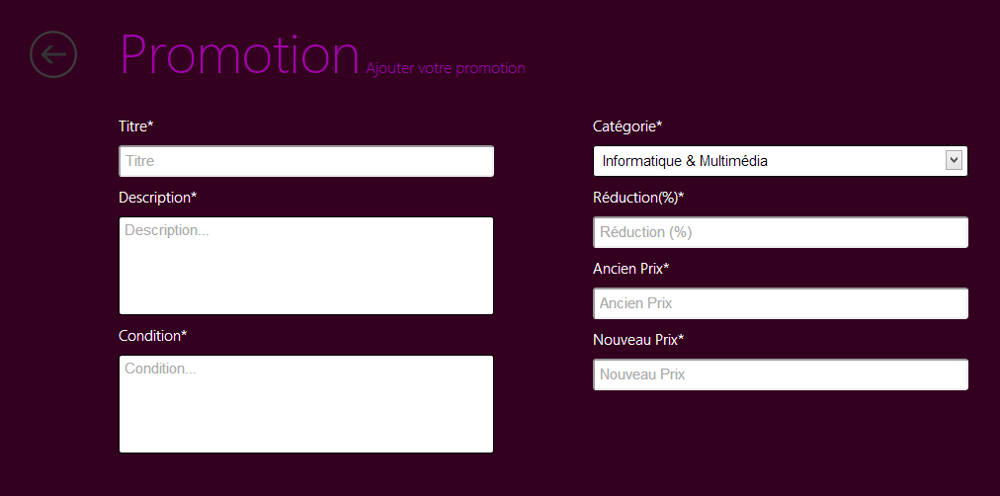 Promotion Ajouter votre promotion
Titre*
Titre
Description*
Description...
Condition*
Condition...
Catégorie*
Informatique & Multimédia
Réduction(%)*
Réduction (%)
Ancien Prix*
Ancien Prix
Nouveau Prix*
Nouveau Prix